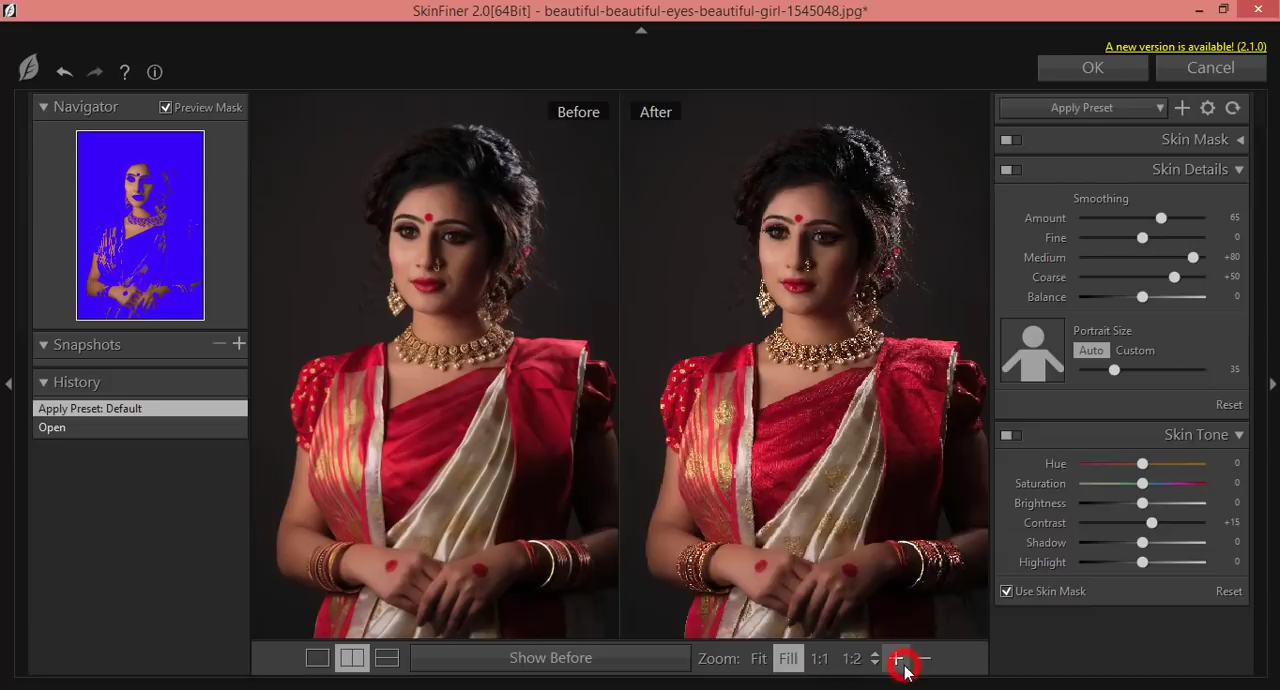 SkinFiner 2.0[64Bit] - beautiful-beautiful-eyes-beautiful-girl-1545048.jpg*
A new version is available! (2.1.0)
OK
Cancel
Navigator
Preview Mask
Snapshots
History
Apply Preset: Default
Open
Before
After
Show Before
Zoom:
Fit
Fill
1:1
1:2
Apply Preset
Skin Mask
Skin Details
Smoothing
Amount 65
Fine 0
Medium +80
Coarse +50
Balance 0
Portrait Size
Auto Custom
35
Reset
Skin Tone
Hue 0
Saturation 0
Brightness 0
Contrast +15
Shadow 0
Highlight 0
Use Skin Mask
Reset